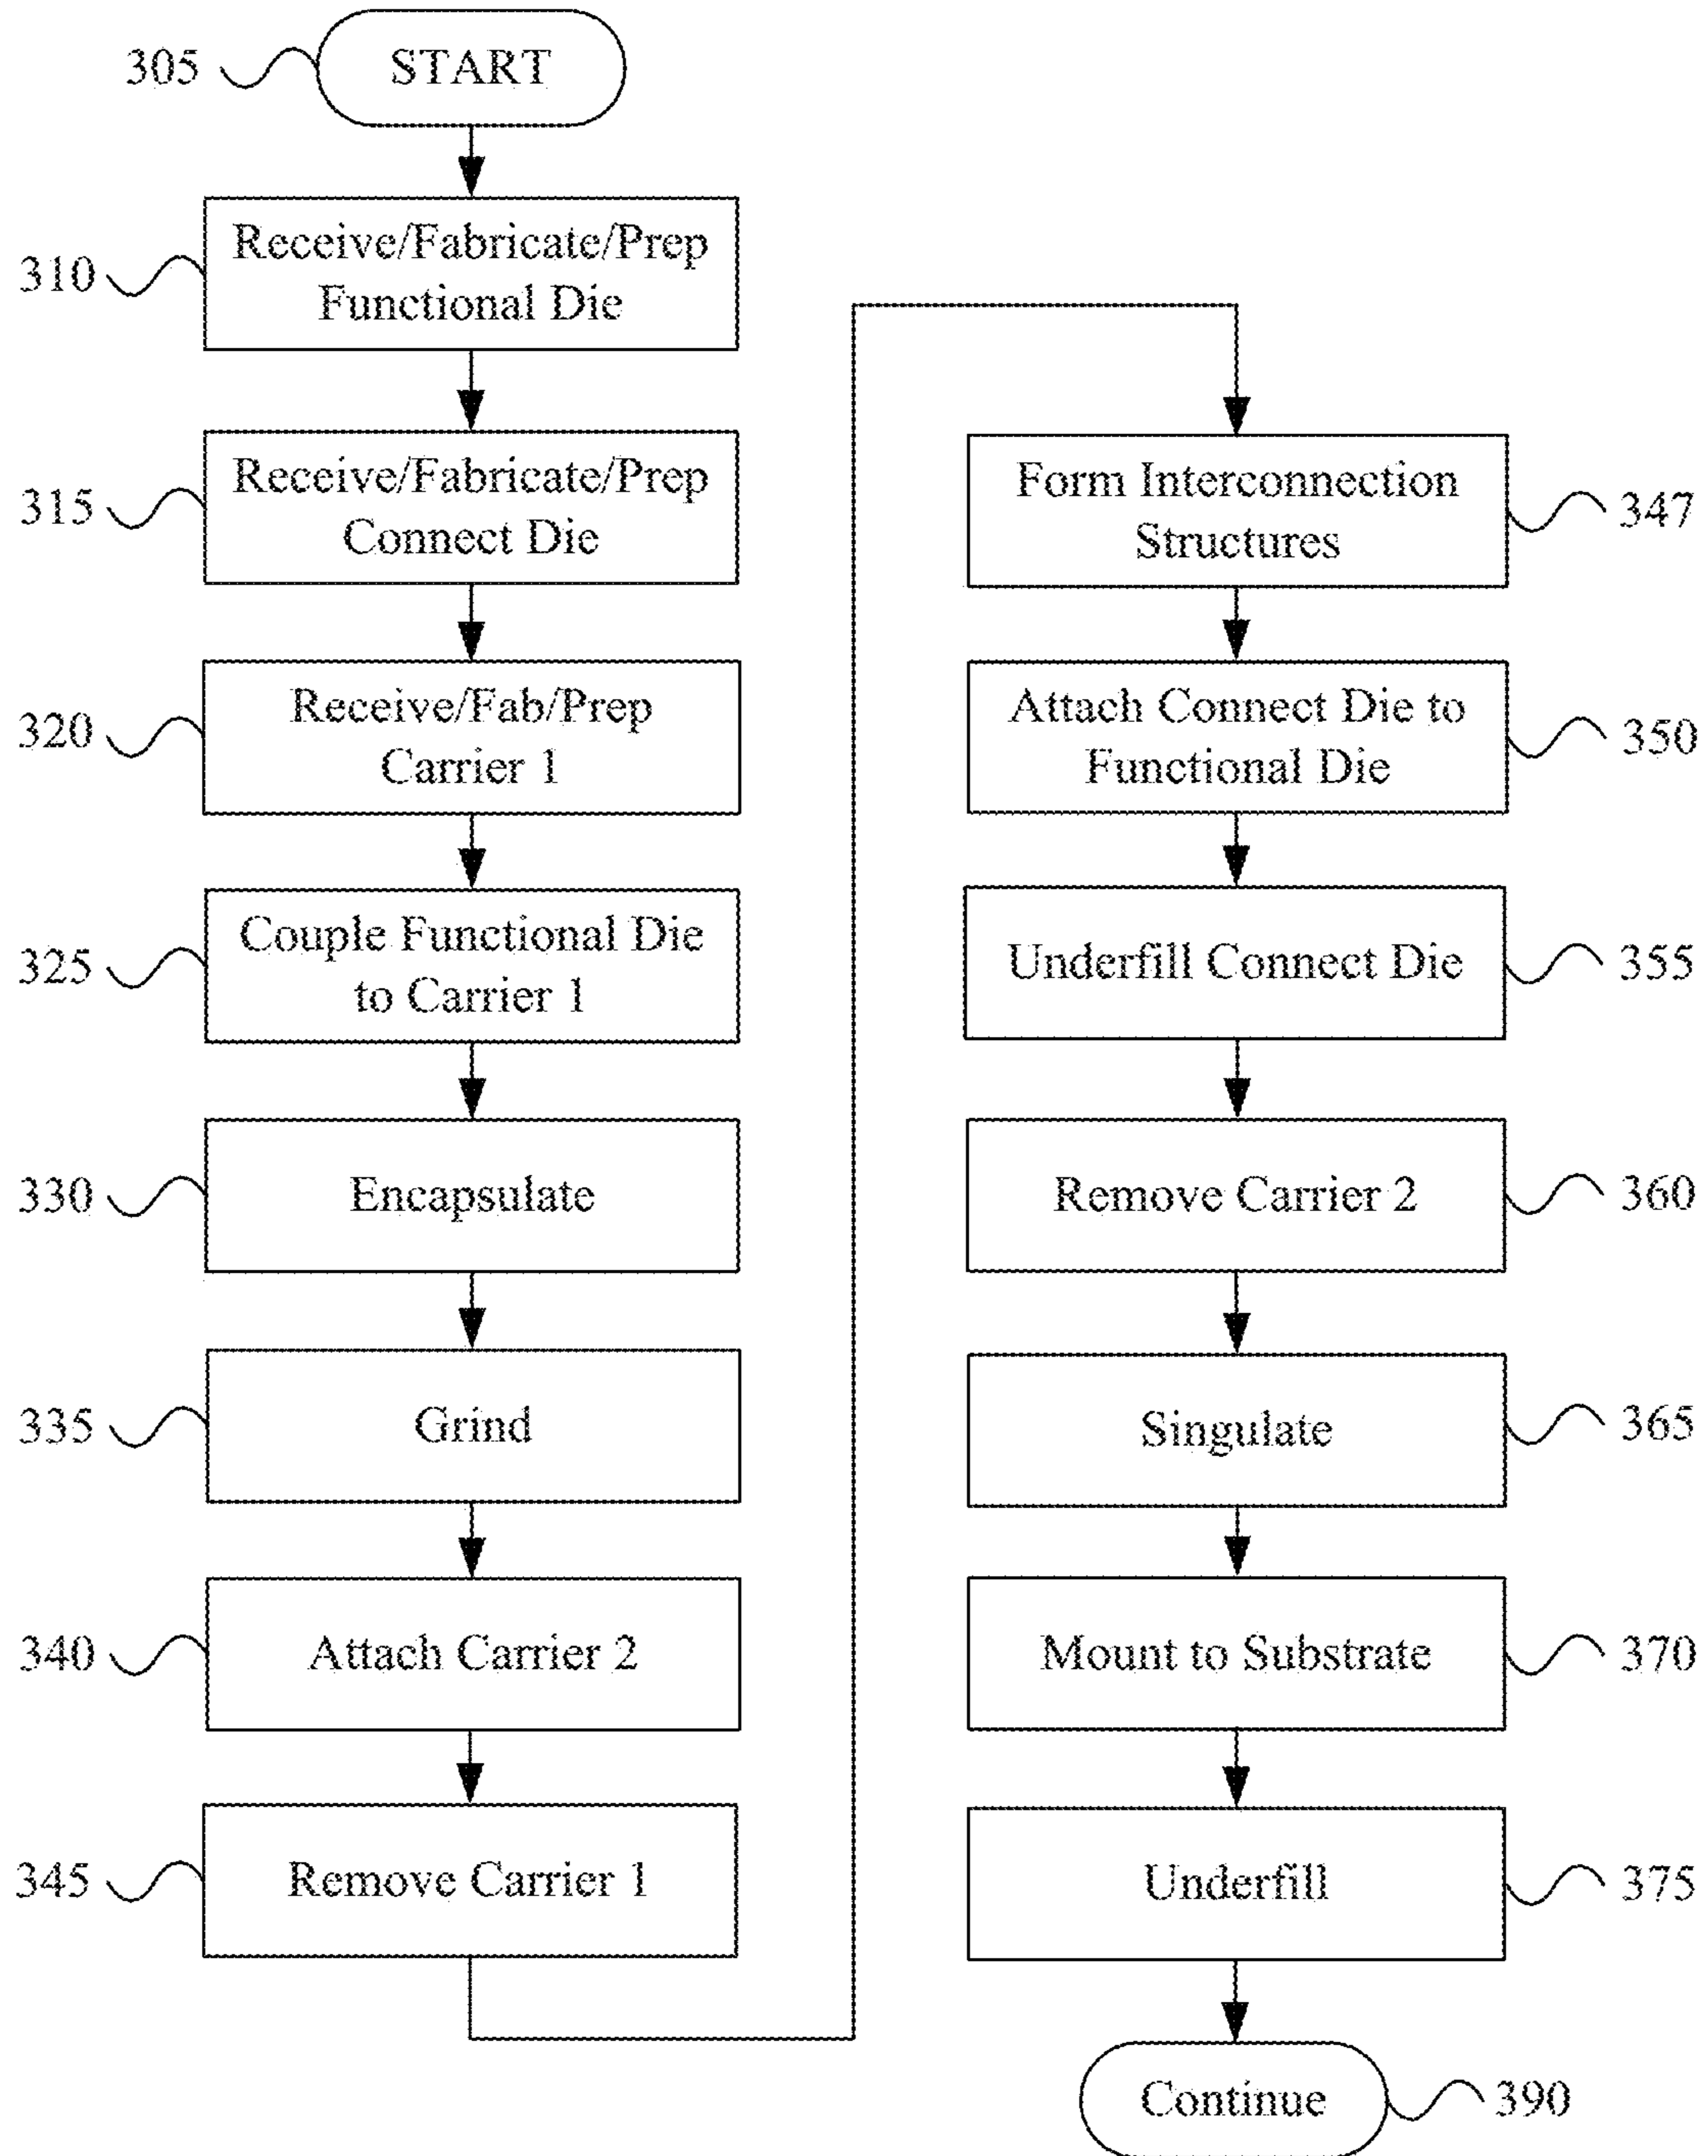 305
START
310
Receive/Fabricate/Prep
Functional Die
315
Receive/Fabricate/Prep
Connect Die
320
Receive/Fab/Prep
Carrier 1
325
Couple Functional Die
to Carrier 1
330
Encapsulate
335
Grind
340
Attach Carrier 2
345
Remove Carrier 1
Form Interconnection
Structures
347
Attach Connect Die to
Functional Die
350
Underfill Connect Die
355
Remove Carrier 2
360
Singulate
365
Mount to Substrate
370
Underfill
375
Continue
390